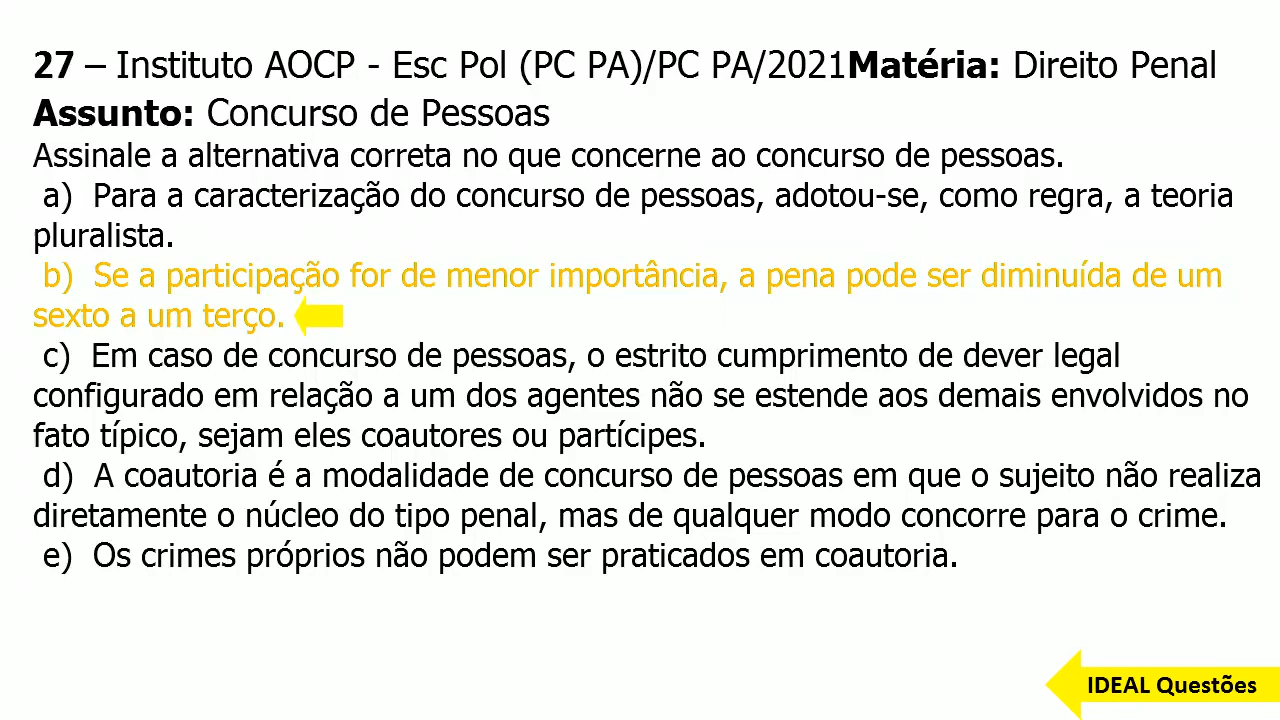 27 – Instituto AOCP - Esc Pol (PC PA)/PC PA/2021Matéria: Direito Penal
Assunto: Concurso de Pessoas
Assinale a alternativa correta no que concerne ao concurso de pessoas.
a) Para a caracterização do concurso de pessoas, adotou-se, como regra, a teoria
pluralista.
b) Se a participação for de menor importância, a pena pode ser diminuída de um
sexto a um terço.
c) Em caso de concurso de pessoas, o estrito cumprimento de dever legal
configurado em relação a um dos agentes não se estende aos demais envolvidos no
fato típico, sejam eles coautores ou partícipes.
d) A coautoria é a modalidade de concurso de pessoas em que o sujeito não realiza
diretamente o núcleo do tipo penal, mas de qualquer modo concorre para o crime.
e) Os crimes próprios não podem ser praticados em coautoria.
IDEAL Questões